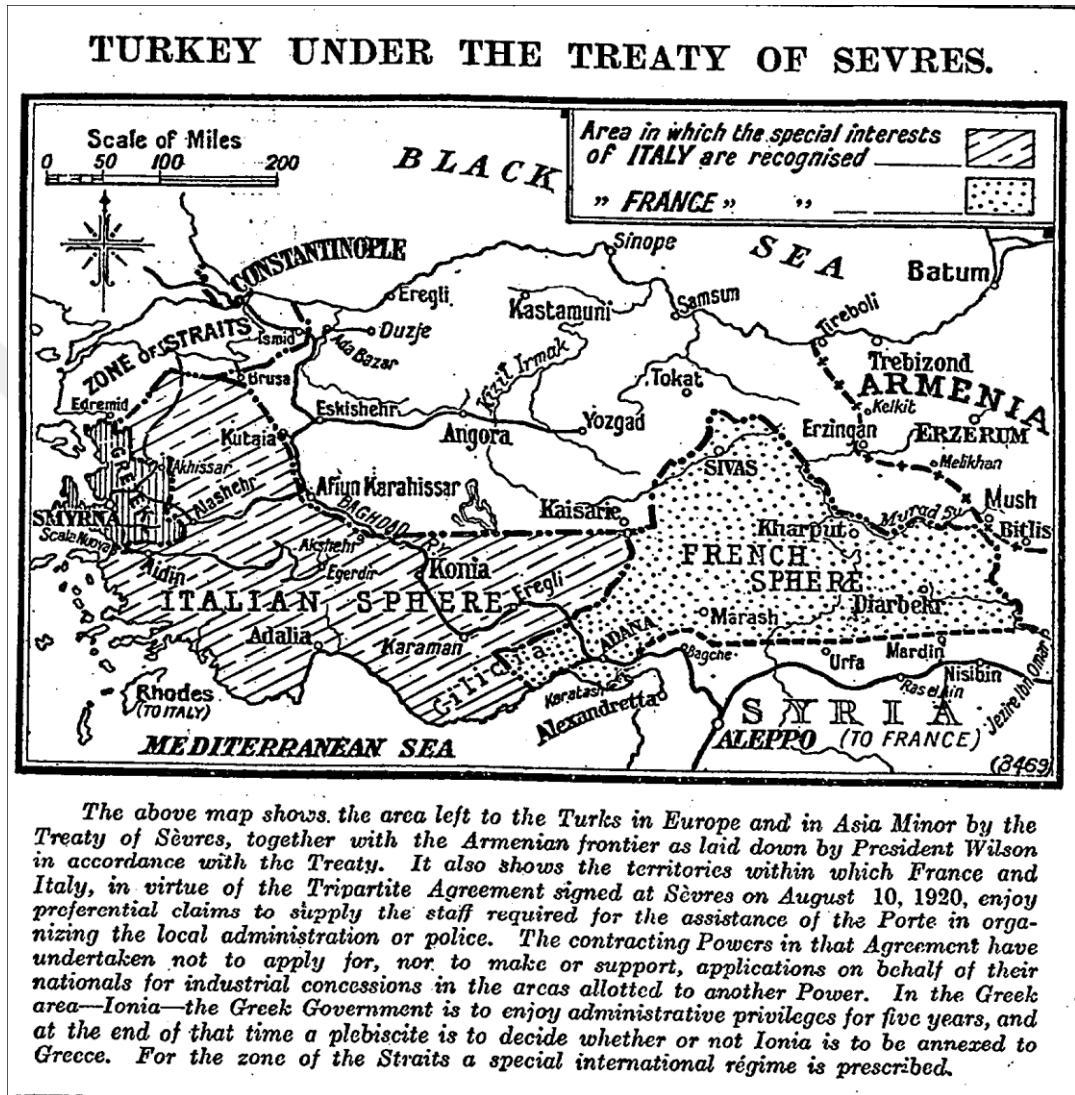 TURKEY UNDER THE TREATY OF SEVRES.
Scale of Miles
0 50 100 200
Area in which the special interests
of ITALY are recognised
" FRANCE " "
BLACK SEA
CONSTANTINOPLE
Sinope
Batum
Eregli
Kastamuni
Samsum
Tireboli
ZONE OF STRAITS
Ismid
Duzje
Ada Bazar
Trebizond
Brusa
Kizil Irmak
Tokat
ARMENIA
Edremid
Kelkit
Eskishehr
Angora
Yozgad
Erzingan
ERZERUM
Kutaia
GREEK
Akhissar
SIVAS
Melikhan
Alashehr
Afiun Karahissar
Kaisarie
Mush
SMYRNA
BAGHDAD RY.
Kharput
Murad Su
Bitlis
Scala Nuova
Akshehr
Aidin
Egerdir
Konia
FRENCH
SPHERE
ITALIAN SPHERE
Eregli
Diarbekr
Adalia
Karaman
ADANA
Marash
Cilicia
Bagche
Urfa
Mardin
Nisibin
Karatash
Ras el Ain
Jezire Ibn Omar
Rhodes
(TO ITALY)
Alexandretta
SYRIA
MEDITERRANEAN SEA
ALEPPO (TO FRANCE)
(3469)
The above map shows the area left to the Turks in Europe and in Asia Minor by the
Treaty of Sèvres, together with the Armenian frontier as laid down by President Wilson
in accordance with the Treaty. It also shows the territories within which France and
Italy, in virtue of the Tripartite Agreement signed at Sèvres on August 10, 1920, enjoy
preferential claims to supply the staff required for the assistance of the Porte in orga-
nizing the local administration or police. The contracting Powers in that Agreement have
undertaken not to apply for, nor to make or support, applications on behalf of their
nationals for industrial concessions in the areas allotted to another Power. In the Greek
area—Ionia—the Greek Government is to enjoy administrative privileges for five years, and
at the end of that time a plebiscite is to decide whether or not Ionia is to be annexed to
Greece. For the zone of the Straits a special international régime is prescribed.